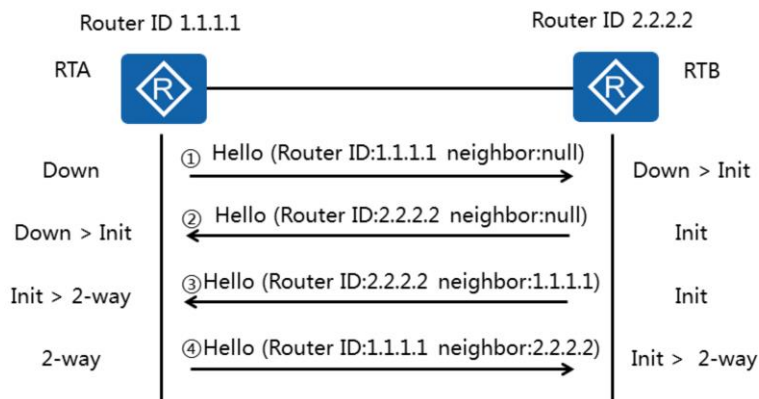 Router ID 1.1.1.1
Router ID 2.2.2.2
RTA
R
R
RTB
Down
① Hello (Router ID:1.1.1.1 neighbor:null)
Down > Init
Down > Init
② Hello (Router ID:2.2.2.2 neighbor:null)
Init
Init > 2-way
③Hello (Router ID:2.2.2.2 neighbor:1.1.1.1)
Init
2-way
④Hello (Router ID:1.1.1.1 neighbor:2.2.2.2)
Init > 2-way